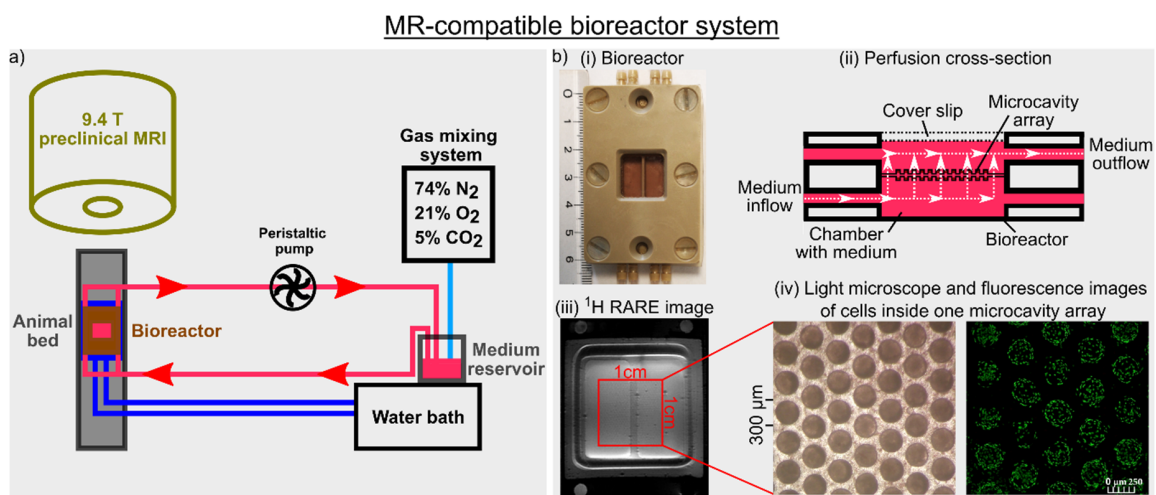 MR-compatible bioreactor system
a)
9.4 T
preclinical MRI
Gas mixing
system
74% N₂
21% O₂
5% CO₂
Peristaltic
pump
Animal
bed
Bioreactor
Medium
reservoir
Water bath
b)
(i) Bioreactor
0
1
2
3
4
5
6
(ii) Perfusion cross-section
Cover slip
Microcavity
array
Medium
outflow
Medium
inflow
Chamber
with medium
Bioreactor
(iii) ¹H RARE image
1cm
1cm
(iv) Light microscope and fluorescence images
of cells inside one microcavity array
300 µm
0 µm 250